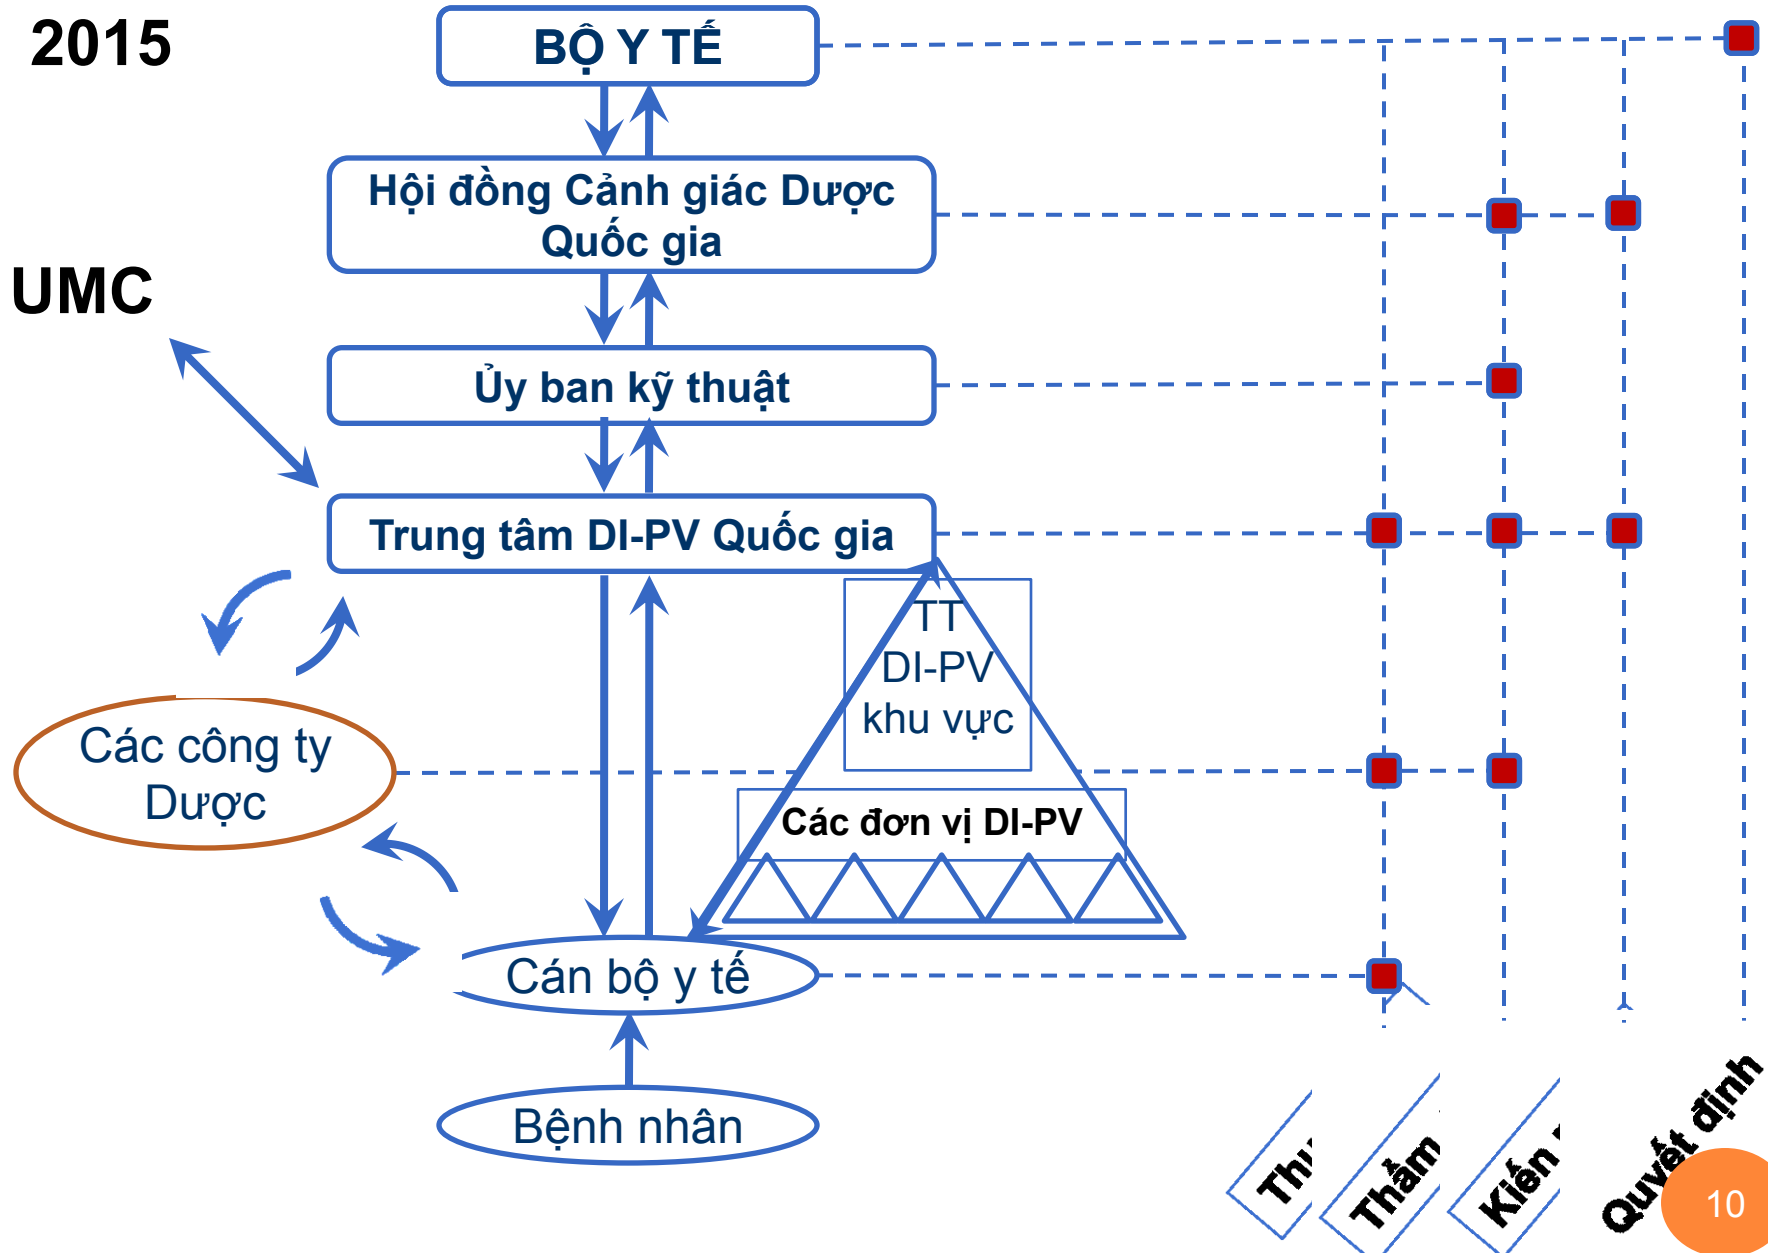 2015
BỘ Y TẾ
Hội đồng Cảnh giác Dược
Quốc gia
UMC
Ủy ban kỹ thuật
Trung tâm DI-PV Quốc gia
TT
DI-PV
khu vực
Các công ty
Dược
Các đơn vị DI-PV
Cán bộ y tế
Bệnh nhân
Thẩm
Kiến
Quyết định
10